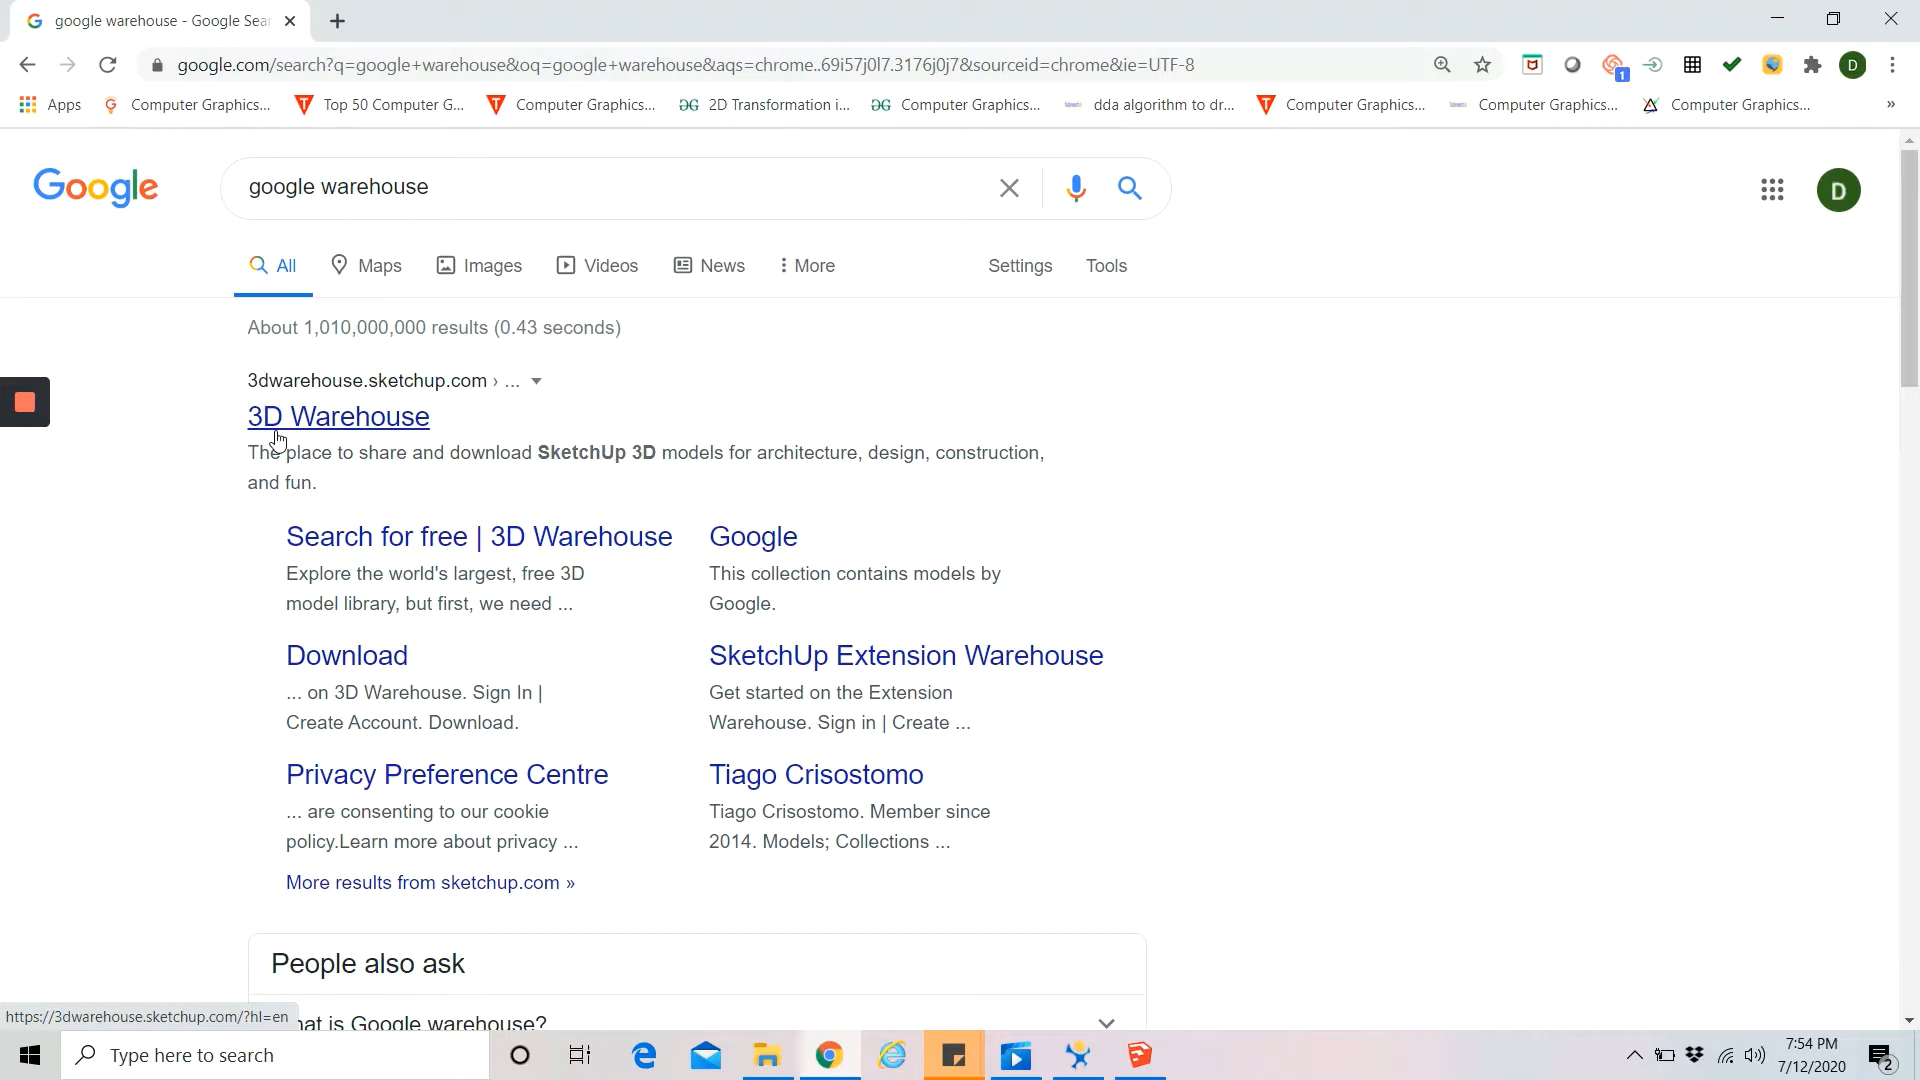 google warehouse - Google Sear
google.com/search?q=google+warehouse&oq=google+warehouse&aqs=chrome..69i57j0l7.3176j0j7&sourceid=chrome&ie=UTF-8
1
D
Apps
Computer Graphics...
Top 50 Computer G...
Computer Graphics...
2D Transformation i...
Computer Graphics...
dda algorithm to dr...
Computer Graphics...
Computer Graphics...
Computer Graphics...
»
Google
google warehouse
D
All
Maps
Images
Videos
News
More
Settings
Tools
About 1,010,000,000 results (0.43 seconds)
3dwarehouse.sketchup.com › ...
3D Warehouse
The place to share and download SketchUp 3D models for architecture, design, construction,
and fun.
Search for free | 3D Warehouse
Explore the world's largest, free 3D
model library, but first, we need ...
Google
This collection contains models by
Google.
Download
... on 3D Warehouse. Sign In |
Create Account. Download.
SketchUp Extension Warehouse
Get started on the Extension
Warehouse. Sign in | Create ...
Privacy Preference Centre
... are consenting to our cookie
policy.Learn more about privacy ...
Tiago Crisostomo
Tiago Crisostomo. Member since
2014. Models; Collections ...
More results from sketchup.com »
People also ask
hat is Google warehouse?
https://3dwarehouse.sketchup.com/?hl=en
Type here to search
7:54 PM
7/12/2020
2